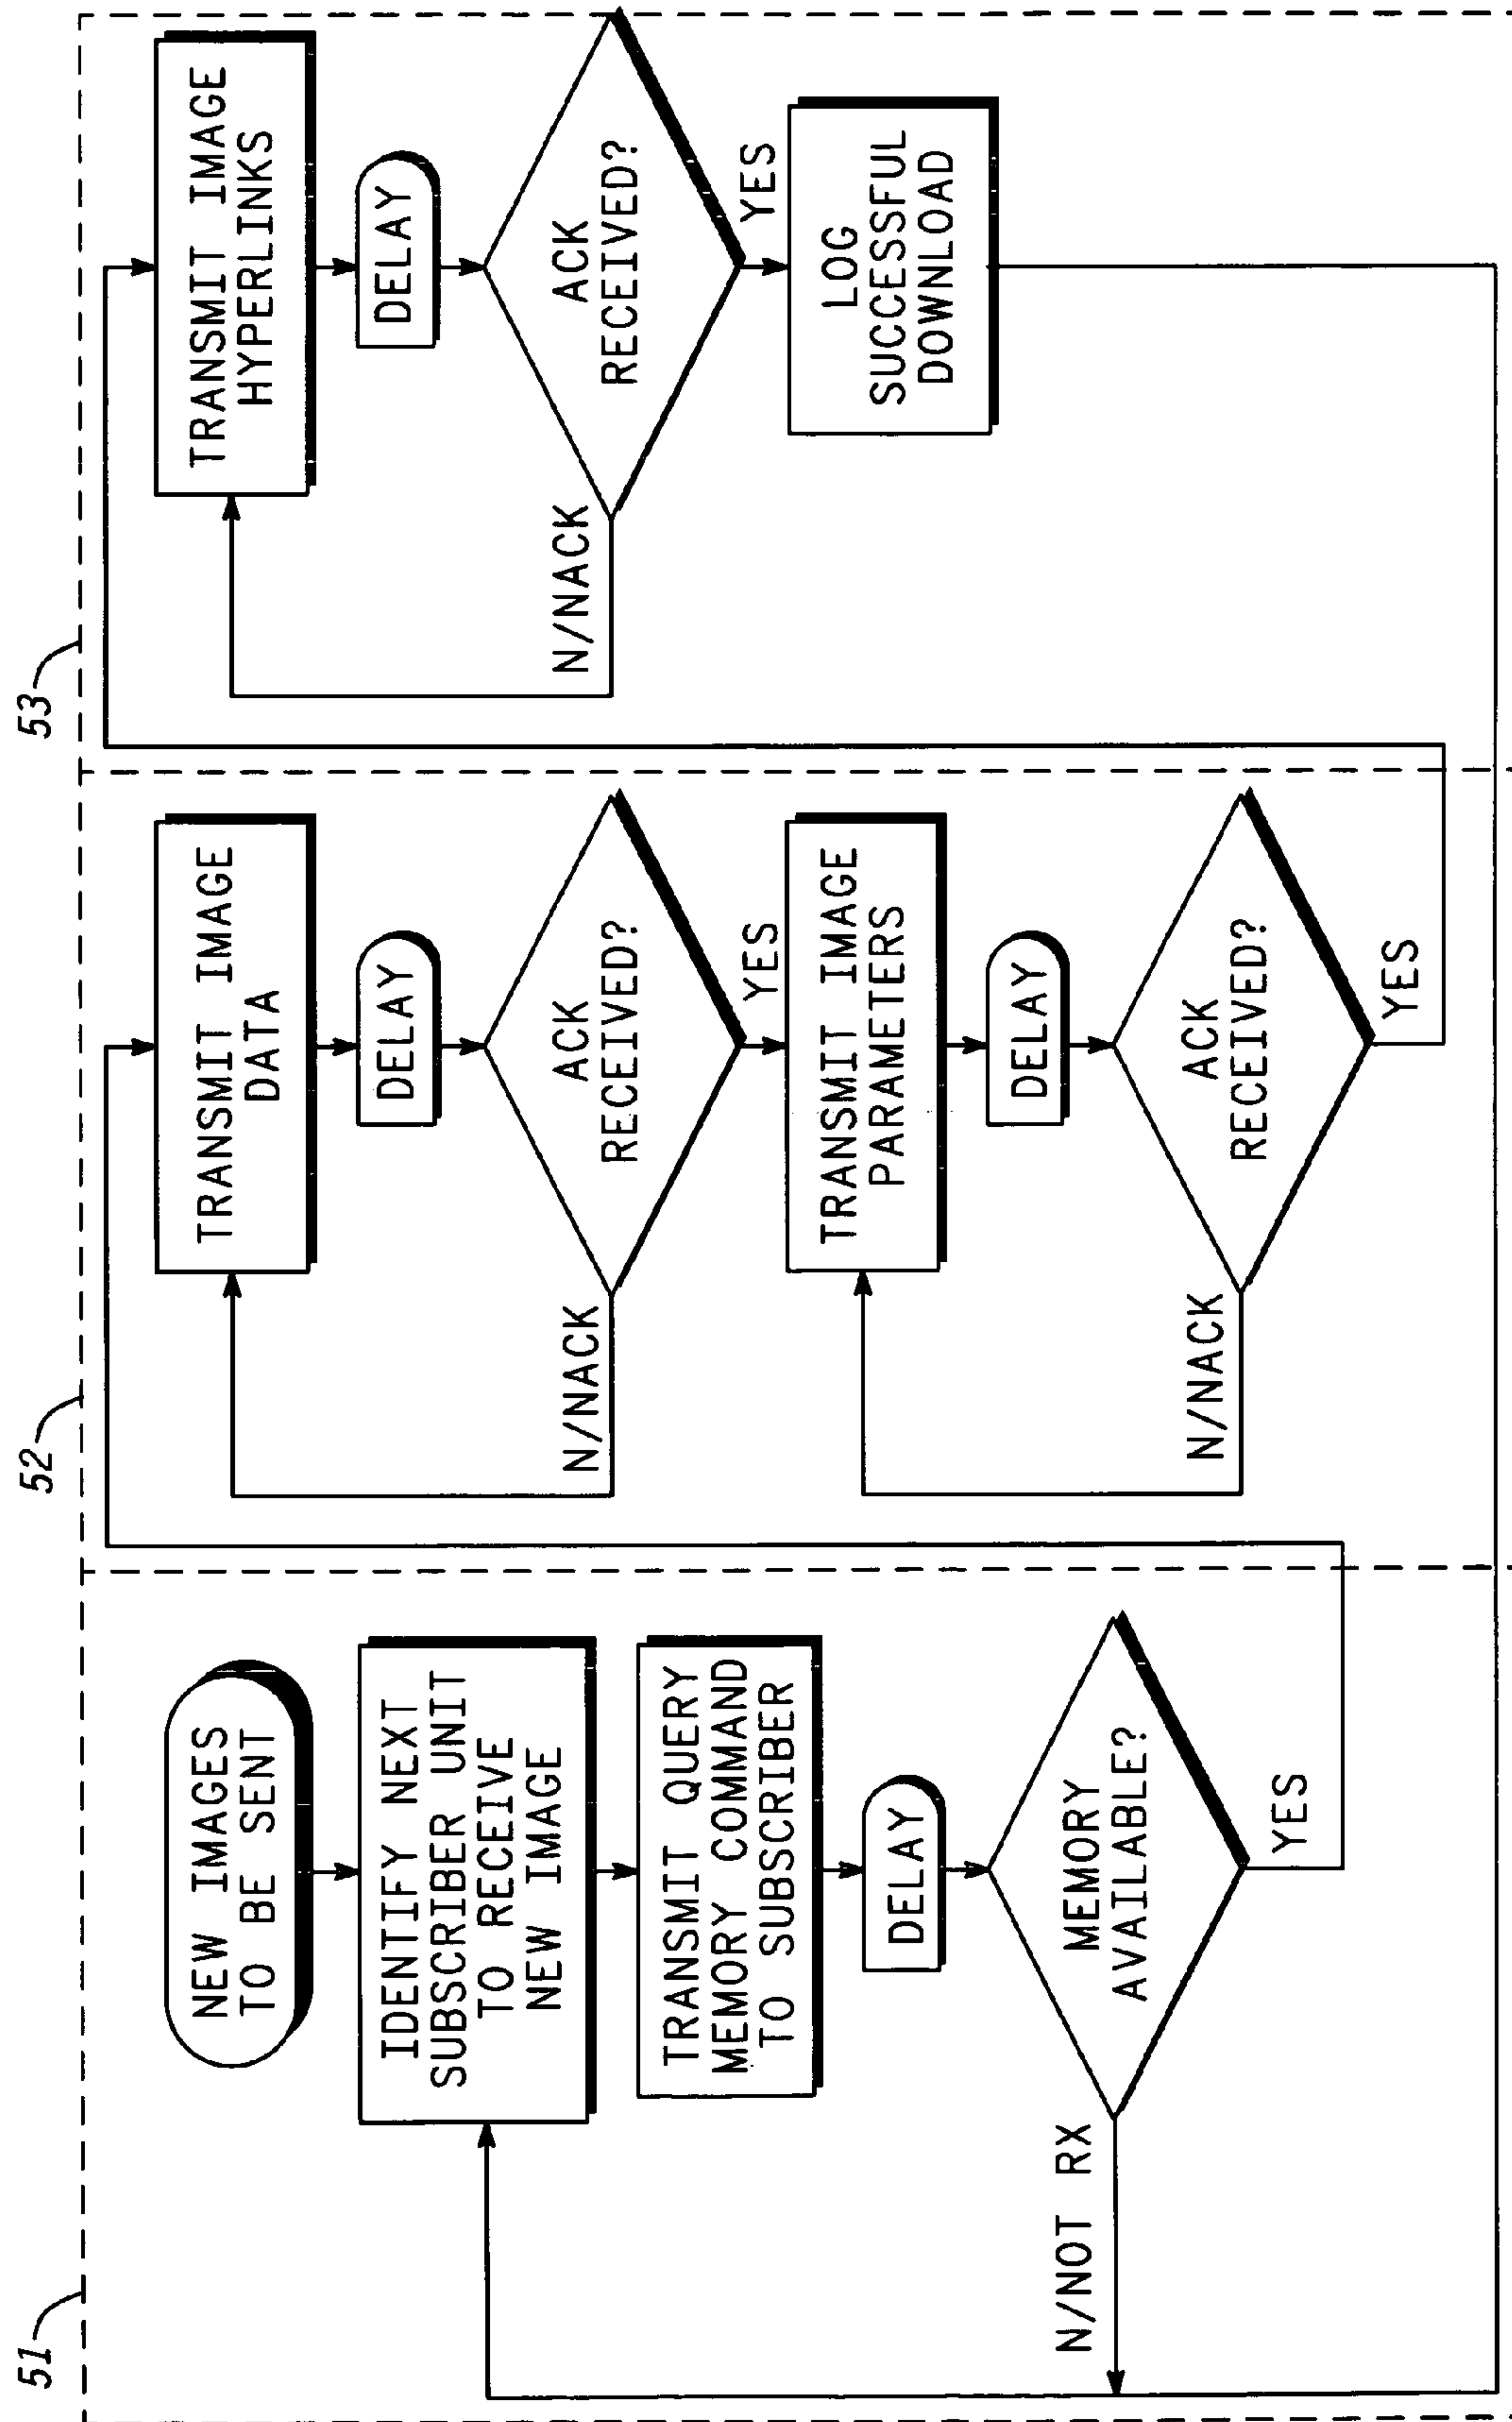 51
NEW IMAGES
TO BE SENT
IDENTIFY NEXT
SUBSCRIBER UNIT
TO RECEIVE
NEW IMAGE
TRANSMIT QUERY
MEMORY COMMAND
TO SUBSCRIBER
DELAY
MEMORY
AVAILABLE?
N/NOT RX
YES
52
TRANSMIT IMAGE
DATA
DELAY
ACK
RECEIVED?
N/NACK
YES
TRANSMIT IMAGE
PARAMETERS
DELAY
ACK
RECEIVED?
N/NACK
YES
53
TRANSMIT IMAGE
HYPERLINKS
DELAY
ACK
RECEIVED?
N/NACK
YES
LOG
SUCCESSFUL
DOWNLOAD